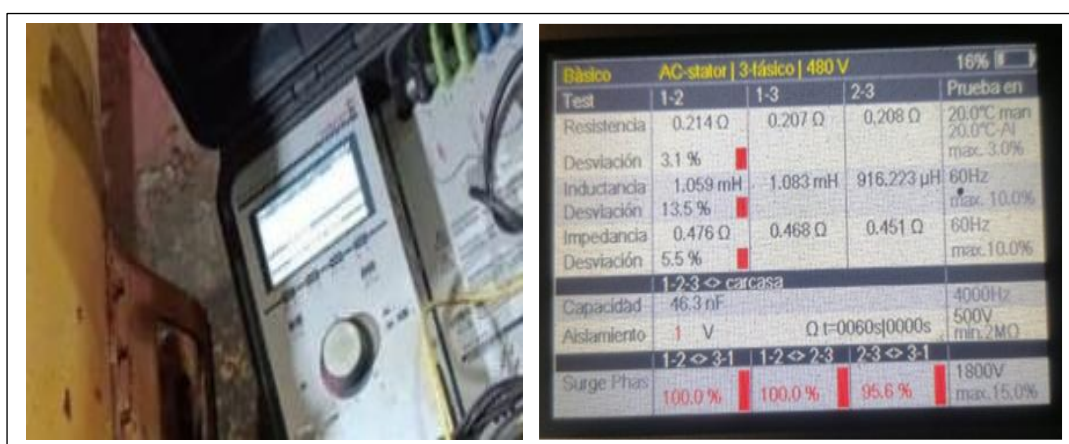 Bàsico AC-stator | 3-fásico | 480 V 16%
Test 1-2 1-3 2-3 Prueba en
Resistencia 0.214 Ω 0.207 Ω 0,208 Ω 20.0°C man
20.0°C-Al
Desviación 3.1 % max. 3.0%
Inductancia 1.059 mH 1.083 mH 916.223 µH 60Hz
Desviación 13.5 % max. 10.0%
Impedancia 0.476 Ω 0.468 Ω 0.451 Ω 60Hz
Desviación 5.5 % max. 10.0%
1-2-3 <> carcasa
Capacidad 46.3 nF 4000Hz
Aislamiento 1 V Ω t=0060s|0000s 500V
min. 2MΩ
1-2 <> 3-1 1-2 <> 2-3 2-3 <> 3-1
Surge Phas 100.0 % 100.0 % 95.6 % 1800V
max. 15,0%